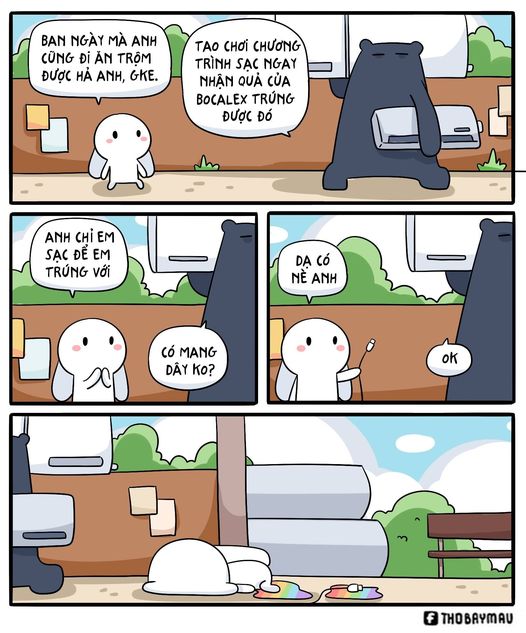 BAN NGÀY MÀ ANH
CŨNG ĐI ĂN TRỘM
ĐƯỢC HẢ ANH, GKE.
TAO CHƠI CHƯƠNG
TRÌNH SẠC NGAY
NHẬN QUẢ CỦA
BOCALEX TRÚNG
ĐƯỢC ĐÓ
ANH CHỈ EM
SẠC ĐỂ EM
TRÚNG VỚI
CÓ MANG
DÂY KO?
DẠ CÓ
NÈ ANH
OK
THOBAYMAU